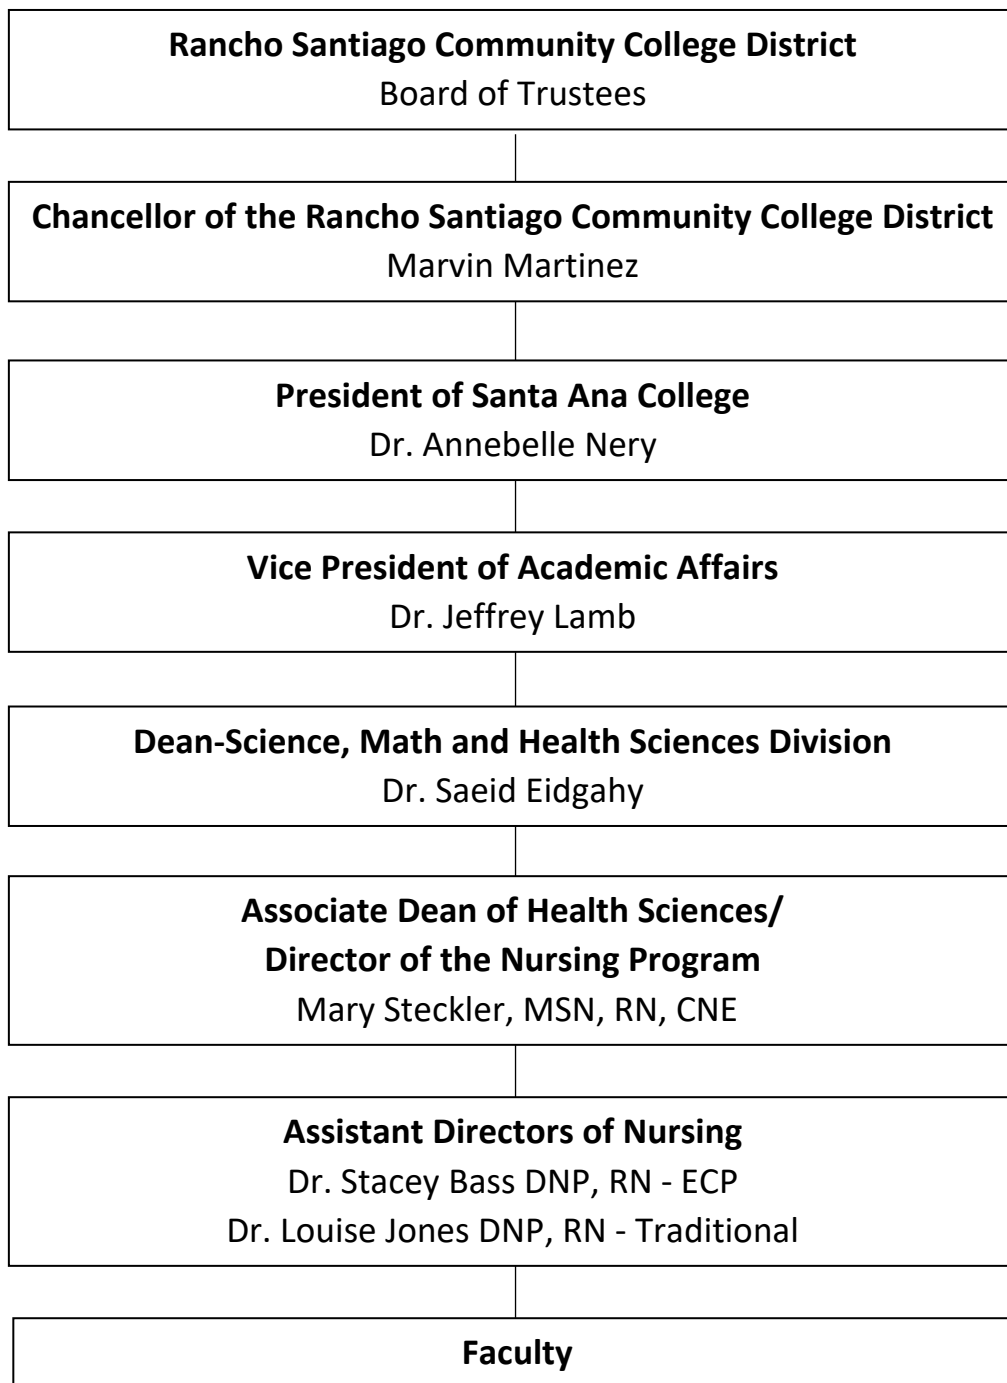 Rancho Santiago Community College District
Board of Trustees
Chancellor of the Rancho Santiago Community College District
Marvin Martinez
President of Santa Ana College
Dr. Annebelle Nery
Vice President of Academic Affairs
Dr. Jeffrey Lamb
Dean-Science, Math and Health Sciences Division
Dr. Saeid Eidgahy
Associate Dean of Health Sciences/
Director of the Nursing Program
Mary Steckler, MSN, RN, CNE
Assistant Directors of Nursing
Dr. Stacey Bass DNP, RN - ECP
Dr. Louise Jones DNP, RN - Traditional
Faculty